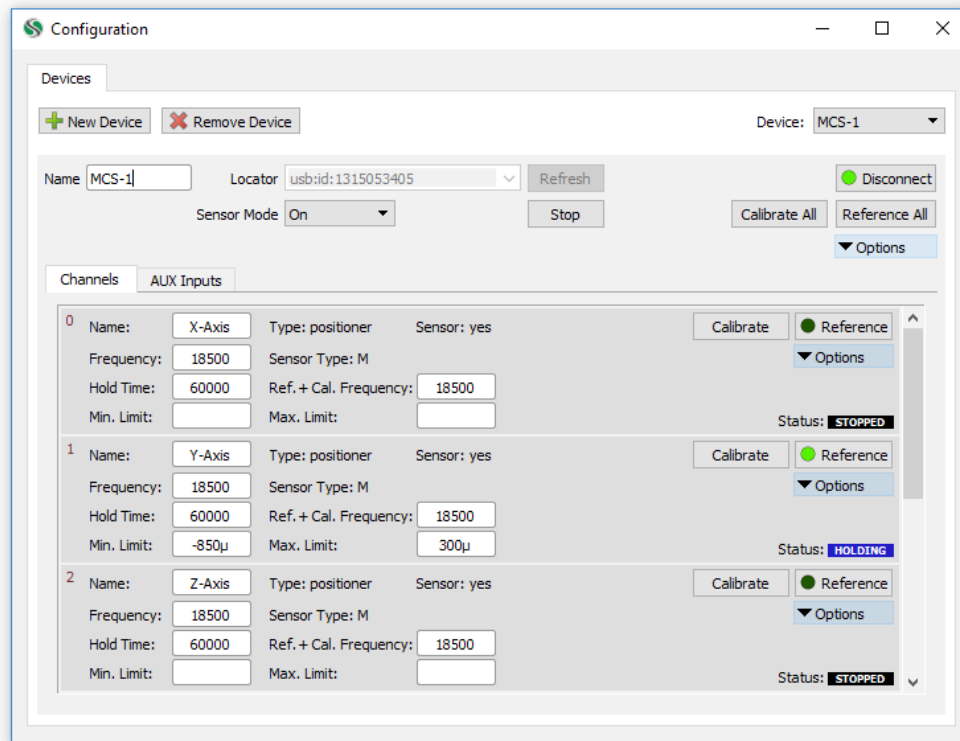 Configuration
Devices
New Device Remove Device Device: MCS-1
Name MCS-1 Locator usb:id:1315053405 Refresh Disconnect
Sensor Mode On Stop Calibrate All Reference All
Options
Channels AUX Inputs
0 Name: X-Axis Type: positioner Sensor: yes Calibrate Reference
Frequency: 18500 Sensor Type: M Options
Hold Time: 60000 Ref.+ Cal. Frequency: 18500
Min. Limit: Max. Limit: Status: STOPPED
1 Name: Y-Axis Type: positioner Sensor: yes Calibrate Reference
Frequency: 18500 Sensor Type: M Options
Hold Time: 60000 Ref.+ Cal. Frequency: 18500
Min. Limit: -850µ Max. Limit: 300µ Status: HOLDING
2 Name: Z-Axis Type: positioner Sensor: yes Calibrate Reference
Frequency: 18500 Sensor Type: M Options
Hold Time: 60000 Ref.+ Cal. Frequency: 18500
Min. Limit: Max. Limit: Status: STOPPED